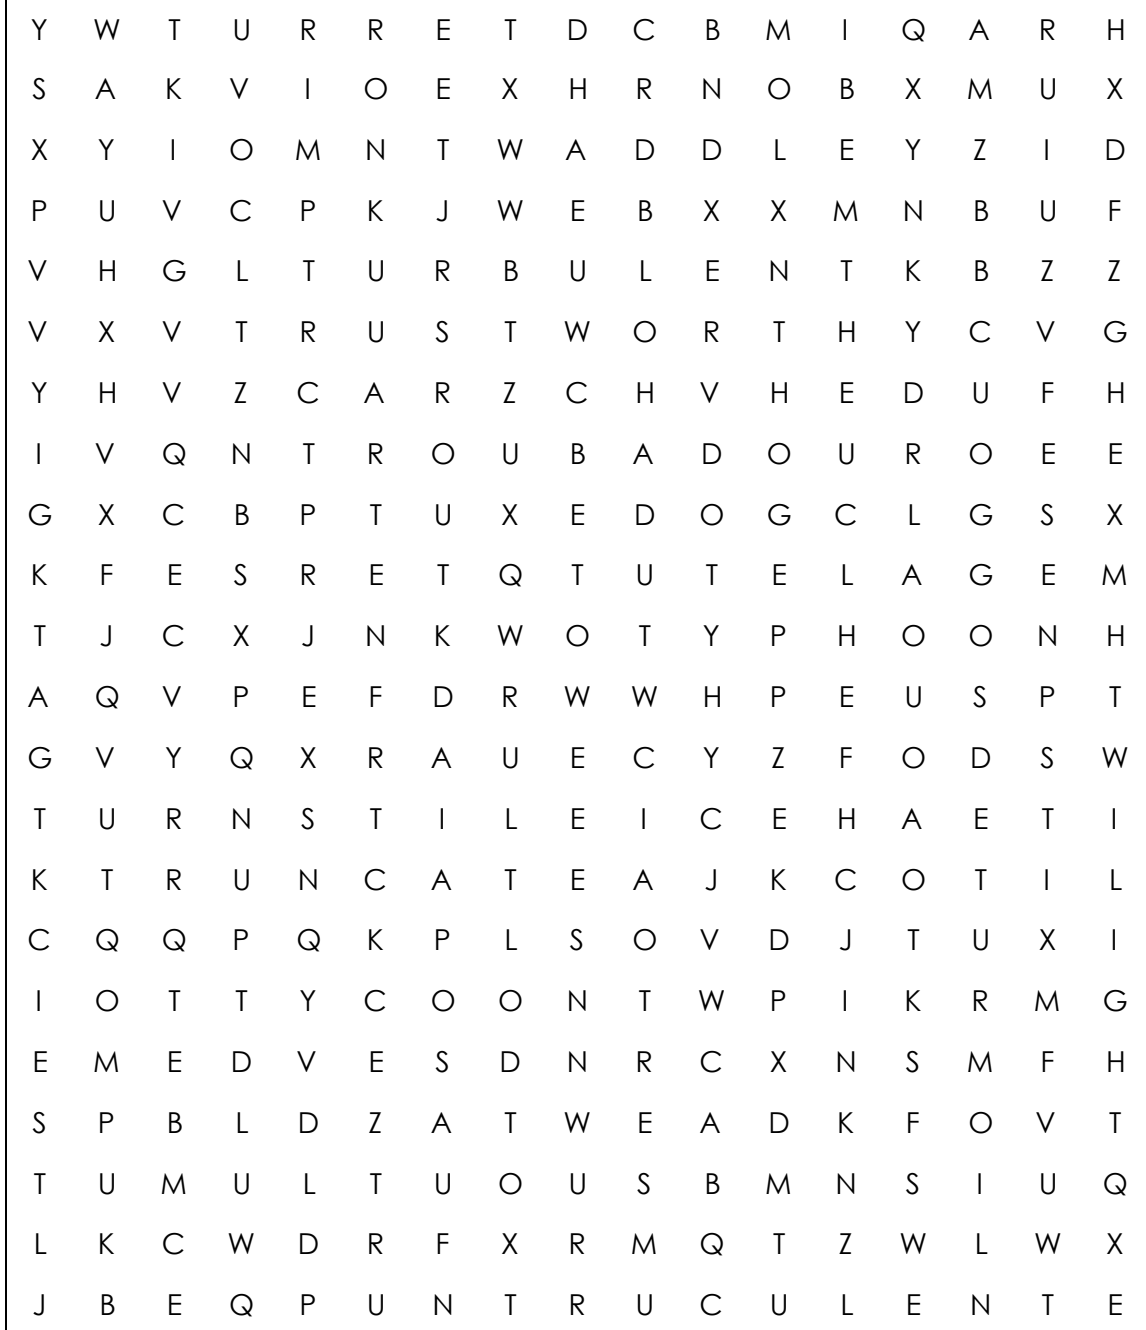 Y W T U R R E T D C B M I Q A R H
S A K V I O E X H R N O B X M U X
X Y I O M N T W A D D L E Y Z I D
P U V C P K J W E B X X M N B U F
V H G L T U R B U L E N T K B Z Z
V X V T R U S T W O R T H Y C V G
Y H V Z C A R Z C H V H E D U F H
I V Q N T R O U B A D O U R O E E
G X C B P T U X E D O G C L G S X
K F E S R E T Q T U T E L A G E M
T J C X J N K W O T Y P H O O N H
A Q V P E F D R W W H P E U S P T
G V Y Q X R A U E C Y Z F O D S W
T U R N S T I L E I C E H A E T I
K T R U N C A T E A J K C O T I L
C Q Q P Q K P L S O V D J T U X I
I O T T Y C O O N T W P I K R M G
E M E D V E S D N R C X N S M F H
S P B L D Z A T W E A D K F O V T
T U M U L T U O U S B M N S I U Q
L K C W D R F X R M Q T Z W L W X
J B E Q P U N T R U C U L E N T E